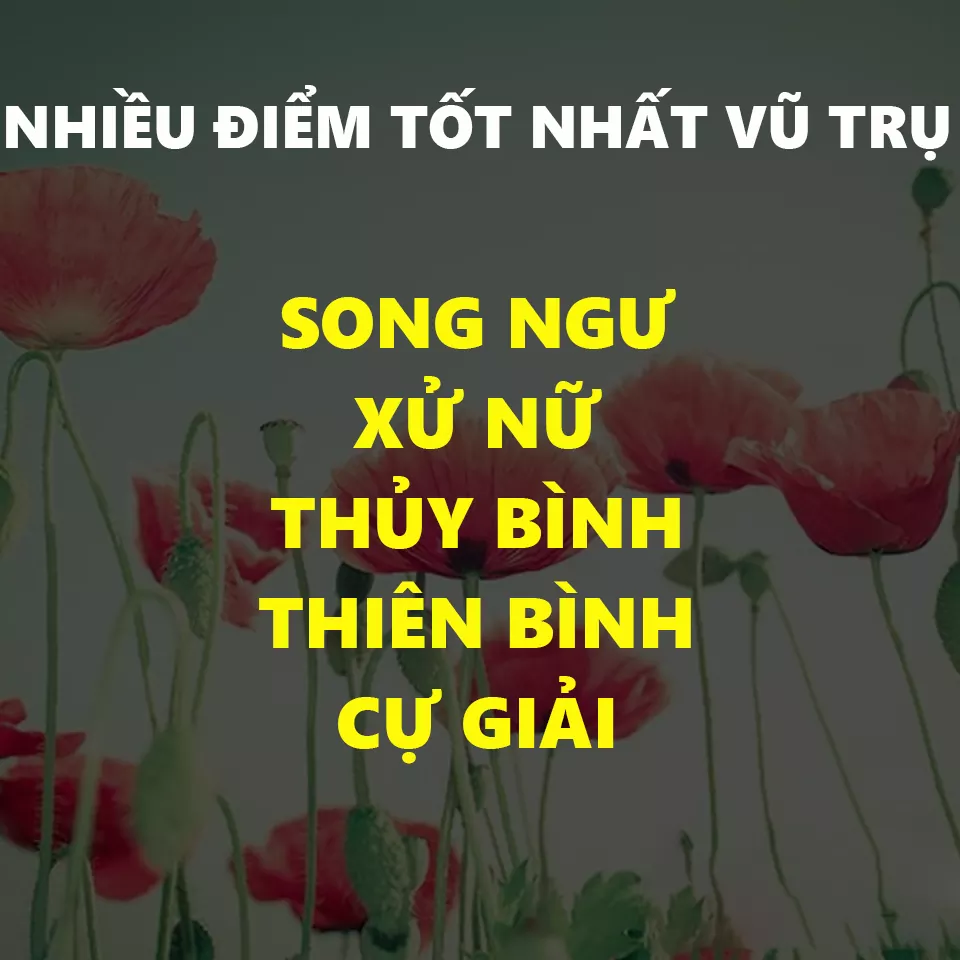 NHIỀU ĐIỂM TỐT NHẤT VŨ TRỤ
SONG NGƯ
XỬ NỮ
THỦY BÌNH
THIÊN BÌNH
CỰ GIẢI